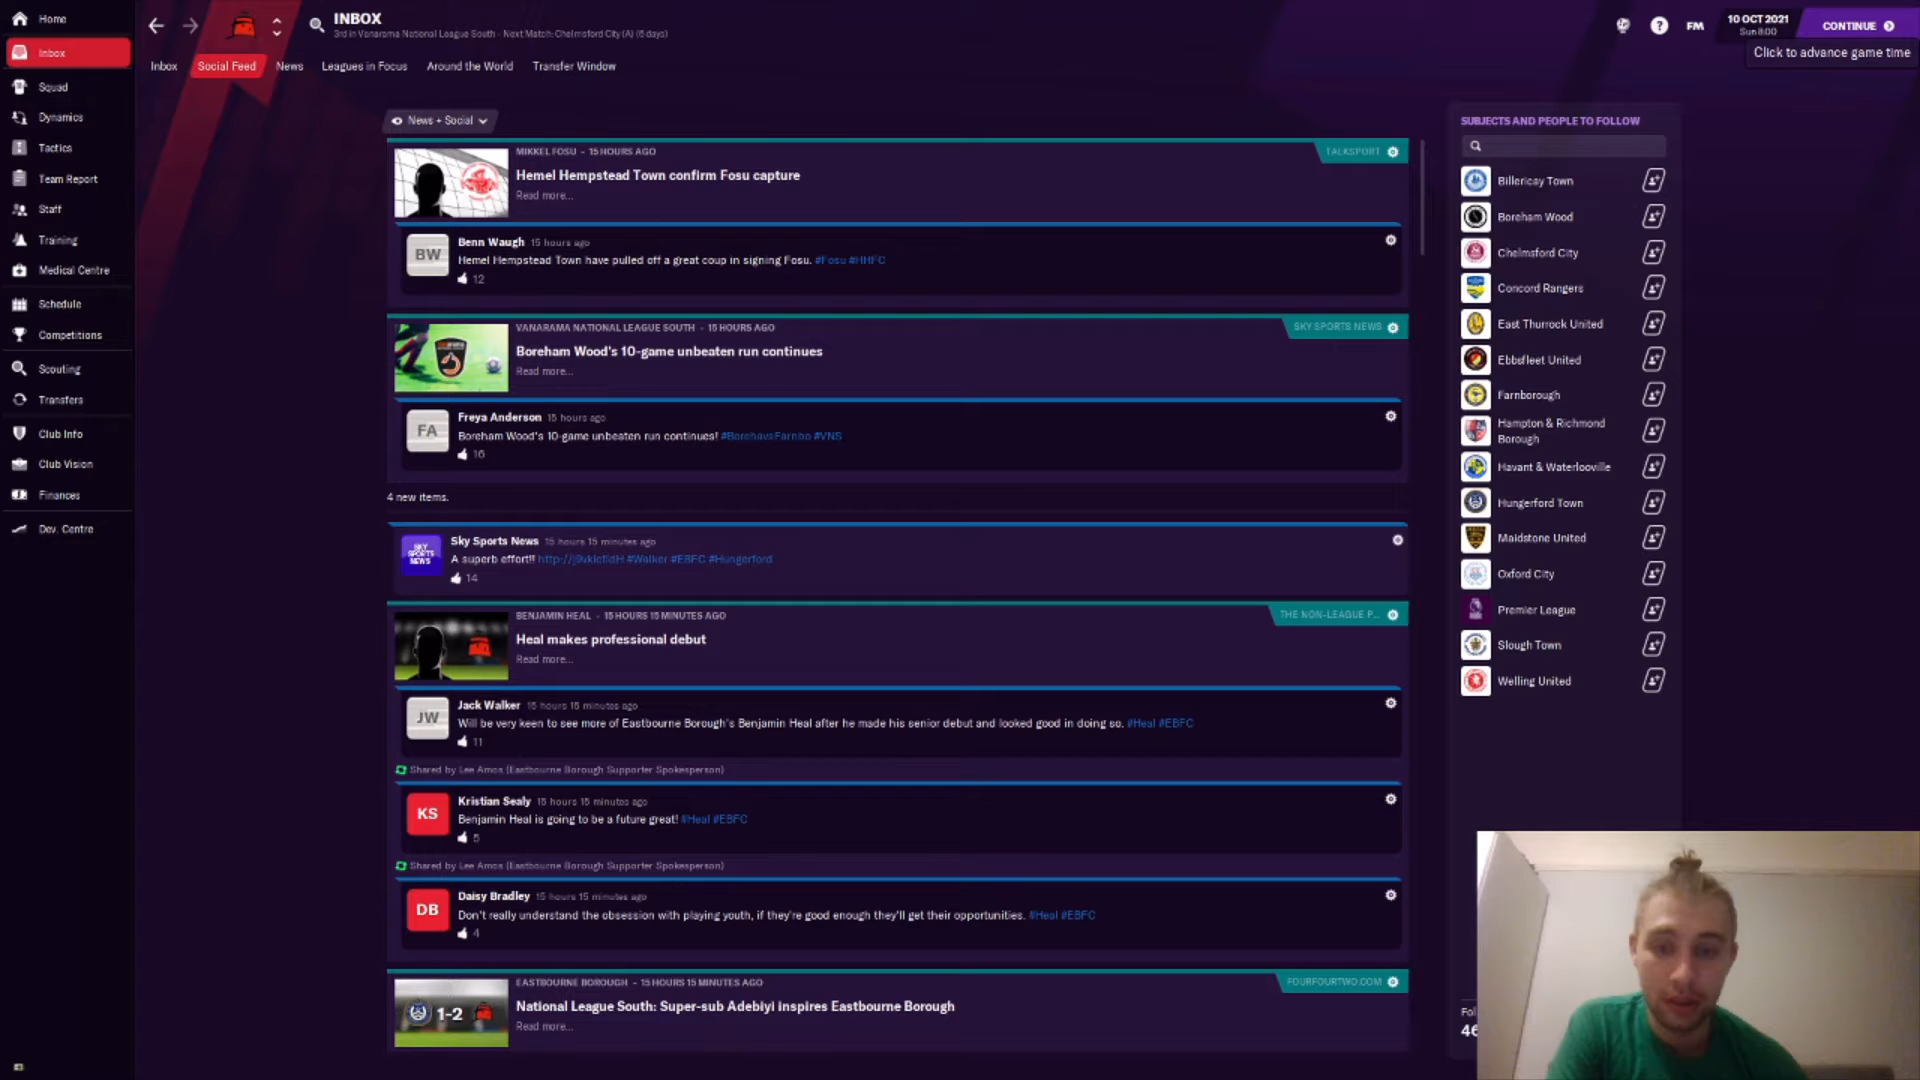 Home
Inbox
Squad
Dynamics
Tactics
Team Report
Staff
Training
Medical Centre
Schedule
Competitions
Scouting
Transfers
Club Info
Club Vision
Finances
Dev. Centre
INBOX
3rd in Vanarama National League South - Next Match: Chelmsford City (A) (6 days)
FM
10 OCT 2021
Sun 8:00
CONTINUE
Click to advance game time
Inbox
Social Feed
News
Leagues in Focus
Around the World
Transfer Window
News + Social
MIKKEL FOSU - 15 HOURS AGO
TALKSPORT
Hemel Hempstead Town confirm Fosu capture
Read more...
BW
Benn Waugh 15 hours ago
Hemel Hempstead Town have pulled off a great coup in signing Fosu. #Fosu #HHFC
12
VANARAMA NATIONAL LEAGUE SOUTH - 15 HOURS AGO
SKY SPORTS NEWS
Boreham Wood's 10-game unbeaten run continues
Read more...
FA
Freya Anderson 15 hours ago
Boreham Wood's 10-game unbeaten run continues! #BorehavsFarnbo #VNS
16
4 new items.
SKY SPORTS NEWS
Sky Sports News 15 hours 15 minutes ago
A superb effort!! #Walker #EBFC #Hungerford
14
BENJAMIN HEAL - 15 HOURS 15 MINUTES AGO
THE NON-LEAGUE P...
Heal makes professional debut
Read more...
JW
Jack Walker 15 hours 15 minutes ago
Will be very keen to see more of Eastbourne Borough's Benjamin Heal after he made his senior debut and looked good in doing so. #Heal #EBFC
11
Shared by Lee Amos (Eastbourne Borough Supporter Spokesperson)
KS
Kristian Sealy 15 hours 15 minutes ago
Benjamin Heal is going to be a future great! #Heal #EBFC
5
Shared by Lee Amos (Eastbourne Borough Supporter Spokesperson)
DB
Daisy Bradley 15 hours 15 minutes ago
Don't really understand the obsession with playing youth, if they're good enough they'll get their opportunities. #Heal #EBFC
4
EASTBOURNE BOROUGH - 15 HOURS 15 MINUTES AGO
FOURFOURTWO.COM
1-2
National League South: Super-sub Adebiyi inspires Eastbourne Borough
Read more...
SUBJECTS AND PEOPLE TO FOLLOW
Billericay Town
Boreham Wood
Chelmsford City
Concord Rangers
East Thurrock United
Ebbsfleet United
Farnborough
Hampton & Richmond
Borough
Havant & Waterlooville
Hungerford Town
Maidstone United
Oxford City
Premier League
Slough Town
Welling United